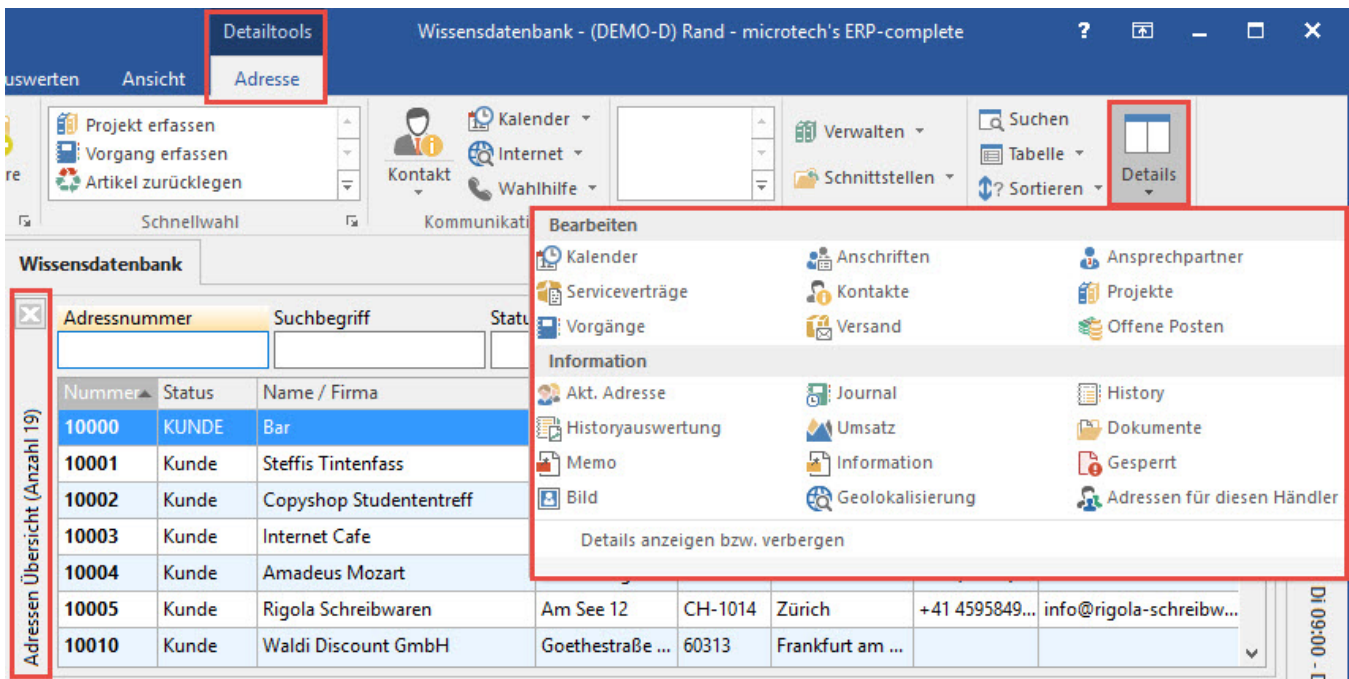 Detailtools Wissensdatenbank - (DEMO-D) Rand - microtech's ERP-complete ?
uswerten Ansicht Adresse
Projekt erfassen
Vorgang erfassen
Artikel zurücklegen
re
Schnellwahl
Kontakt
Kalender
Internet
Wahlhilfe
Kommunikati
Verwalten
Schnittstellen
Suchen
Tabelle
Sortieren
Details
Wissensdatenbank
Bearbeiten
Kalender Anschriften Ansprechpartner
Serviceverträge Kontakte Projekte
Vorgänge Versand Offene Posten
Information
Akt. Adresse Journal History
Historyauswertung Umsatz Dokumente
Memo Information Gesperrt
Bild Geolokalisierung Adressen für diesen Händler
Details anzeigen bzw. verbergen
Adressen Übersicht (Anzahl 19)
Adressnummer Suchbegriff Statu
Nummer Status Name / Firma
10000 KUNDE Bar
10001 Kunde Steffis Tintenfass
10002 Kunde Copyshop Studententreff
10003 Kunde Internet Cafe
10004 Kunde Amadeus Mozart
10005 Kunde Rigola Schreibwaren Am See 12 CH-1014 Zürich +41 4595849... info@rigola-schreibw...
10010 Kunde Waldi Discount GmbH Goethestraße ... 60313 Frankfurt am ...
Di 09:00 -